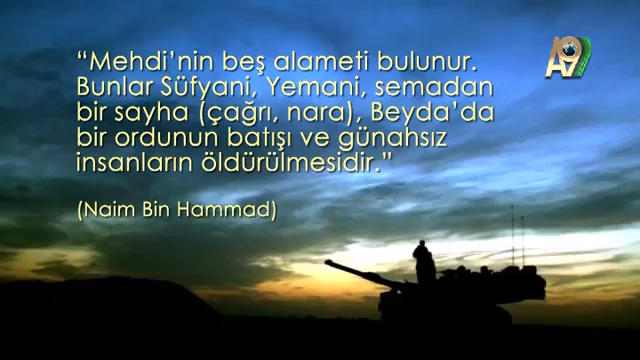 “Mehdi’nin beş alameti bulunur.
Bunlar Süfyani, Yemani, semadan
bir sayha (çağrı, nara), Beyda’da
bir ordunun batışı ve günahsız
insanların öldürülmesidir.”
(Naim Bin Hammad)
A9